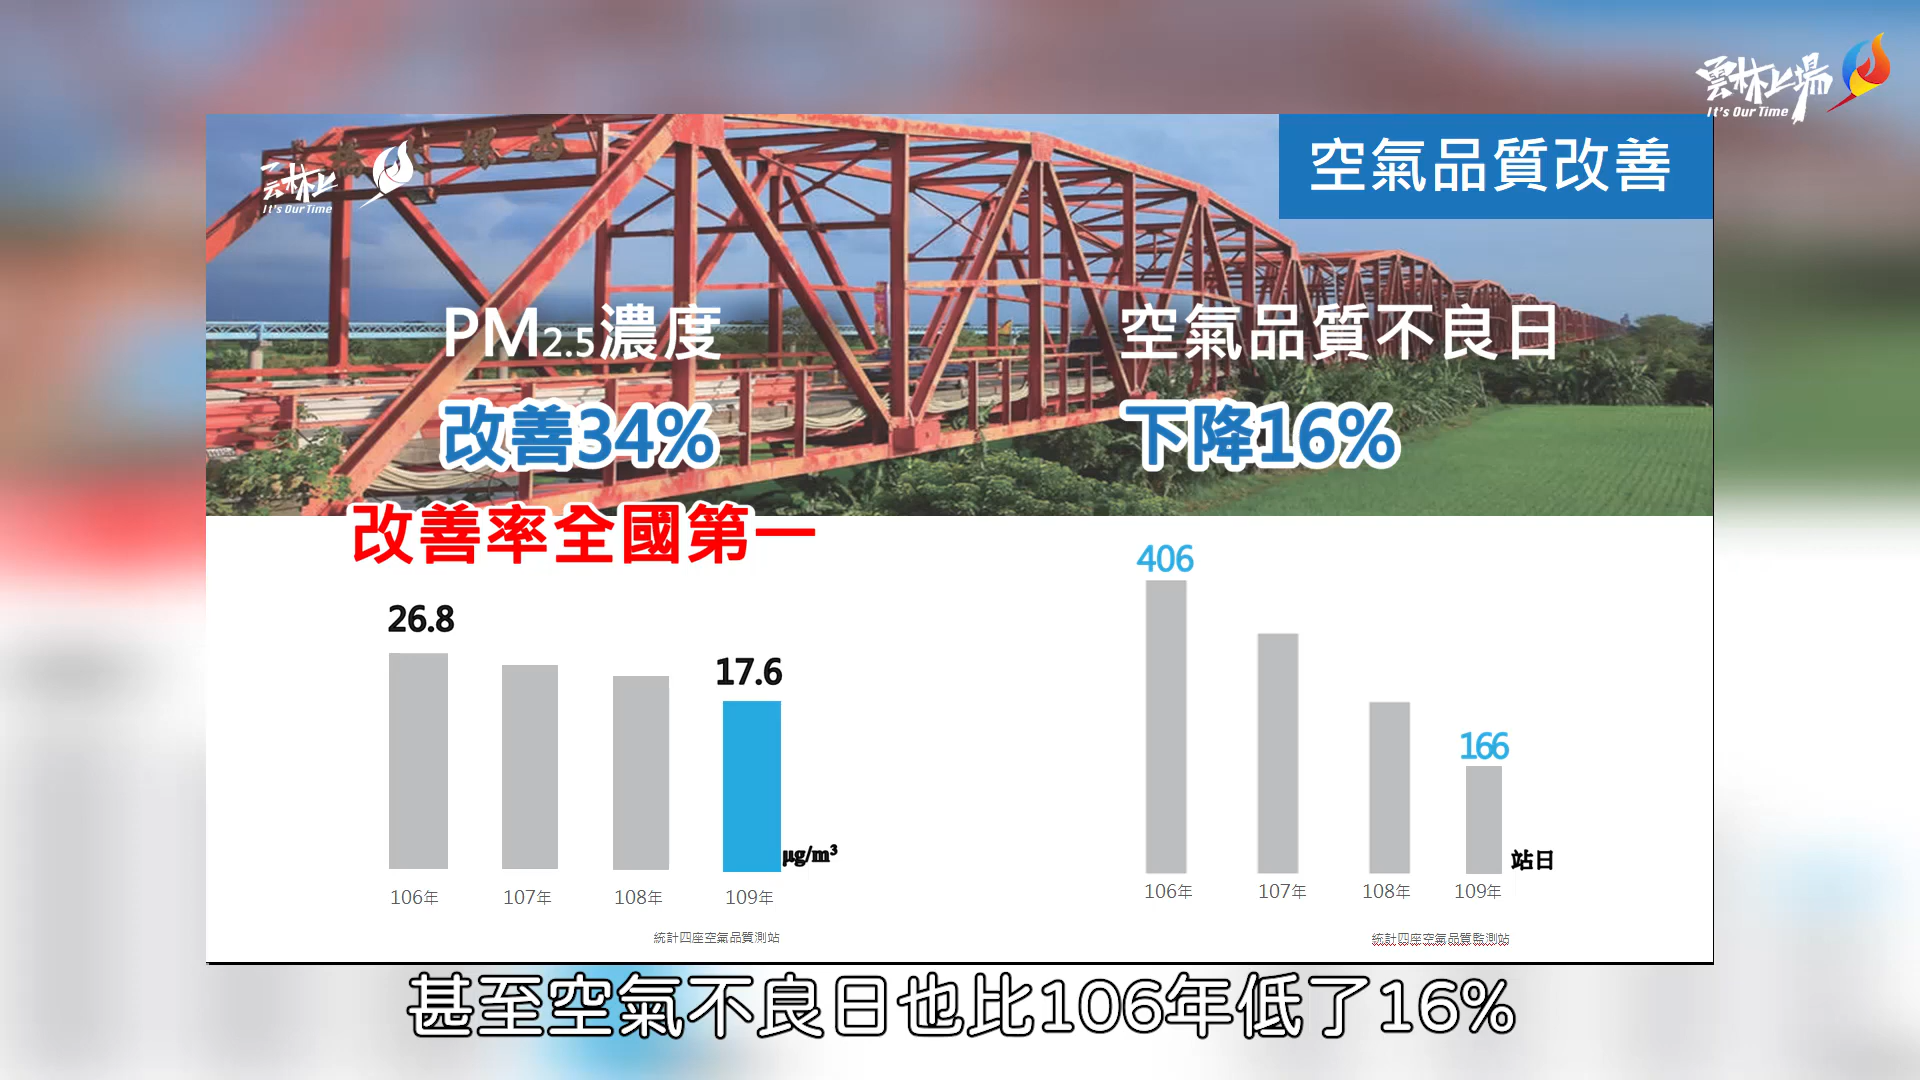 雲林上場
It's Our Time
雲林上
It's Our Time
西螺
橋
空氣品質改善
PM2.5濃度
改善34%
改善率全國第一
空氣品質不良日
下降16%
26.8
17.6
μg/m³
106年 107年 108年 109年
統計四座空氣品質測站
406
166
站日
106年 107年 108年 109年
統計四座空氣品質監測站
甚至空氣不良日也比106年低了16%